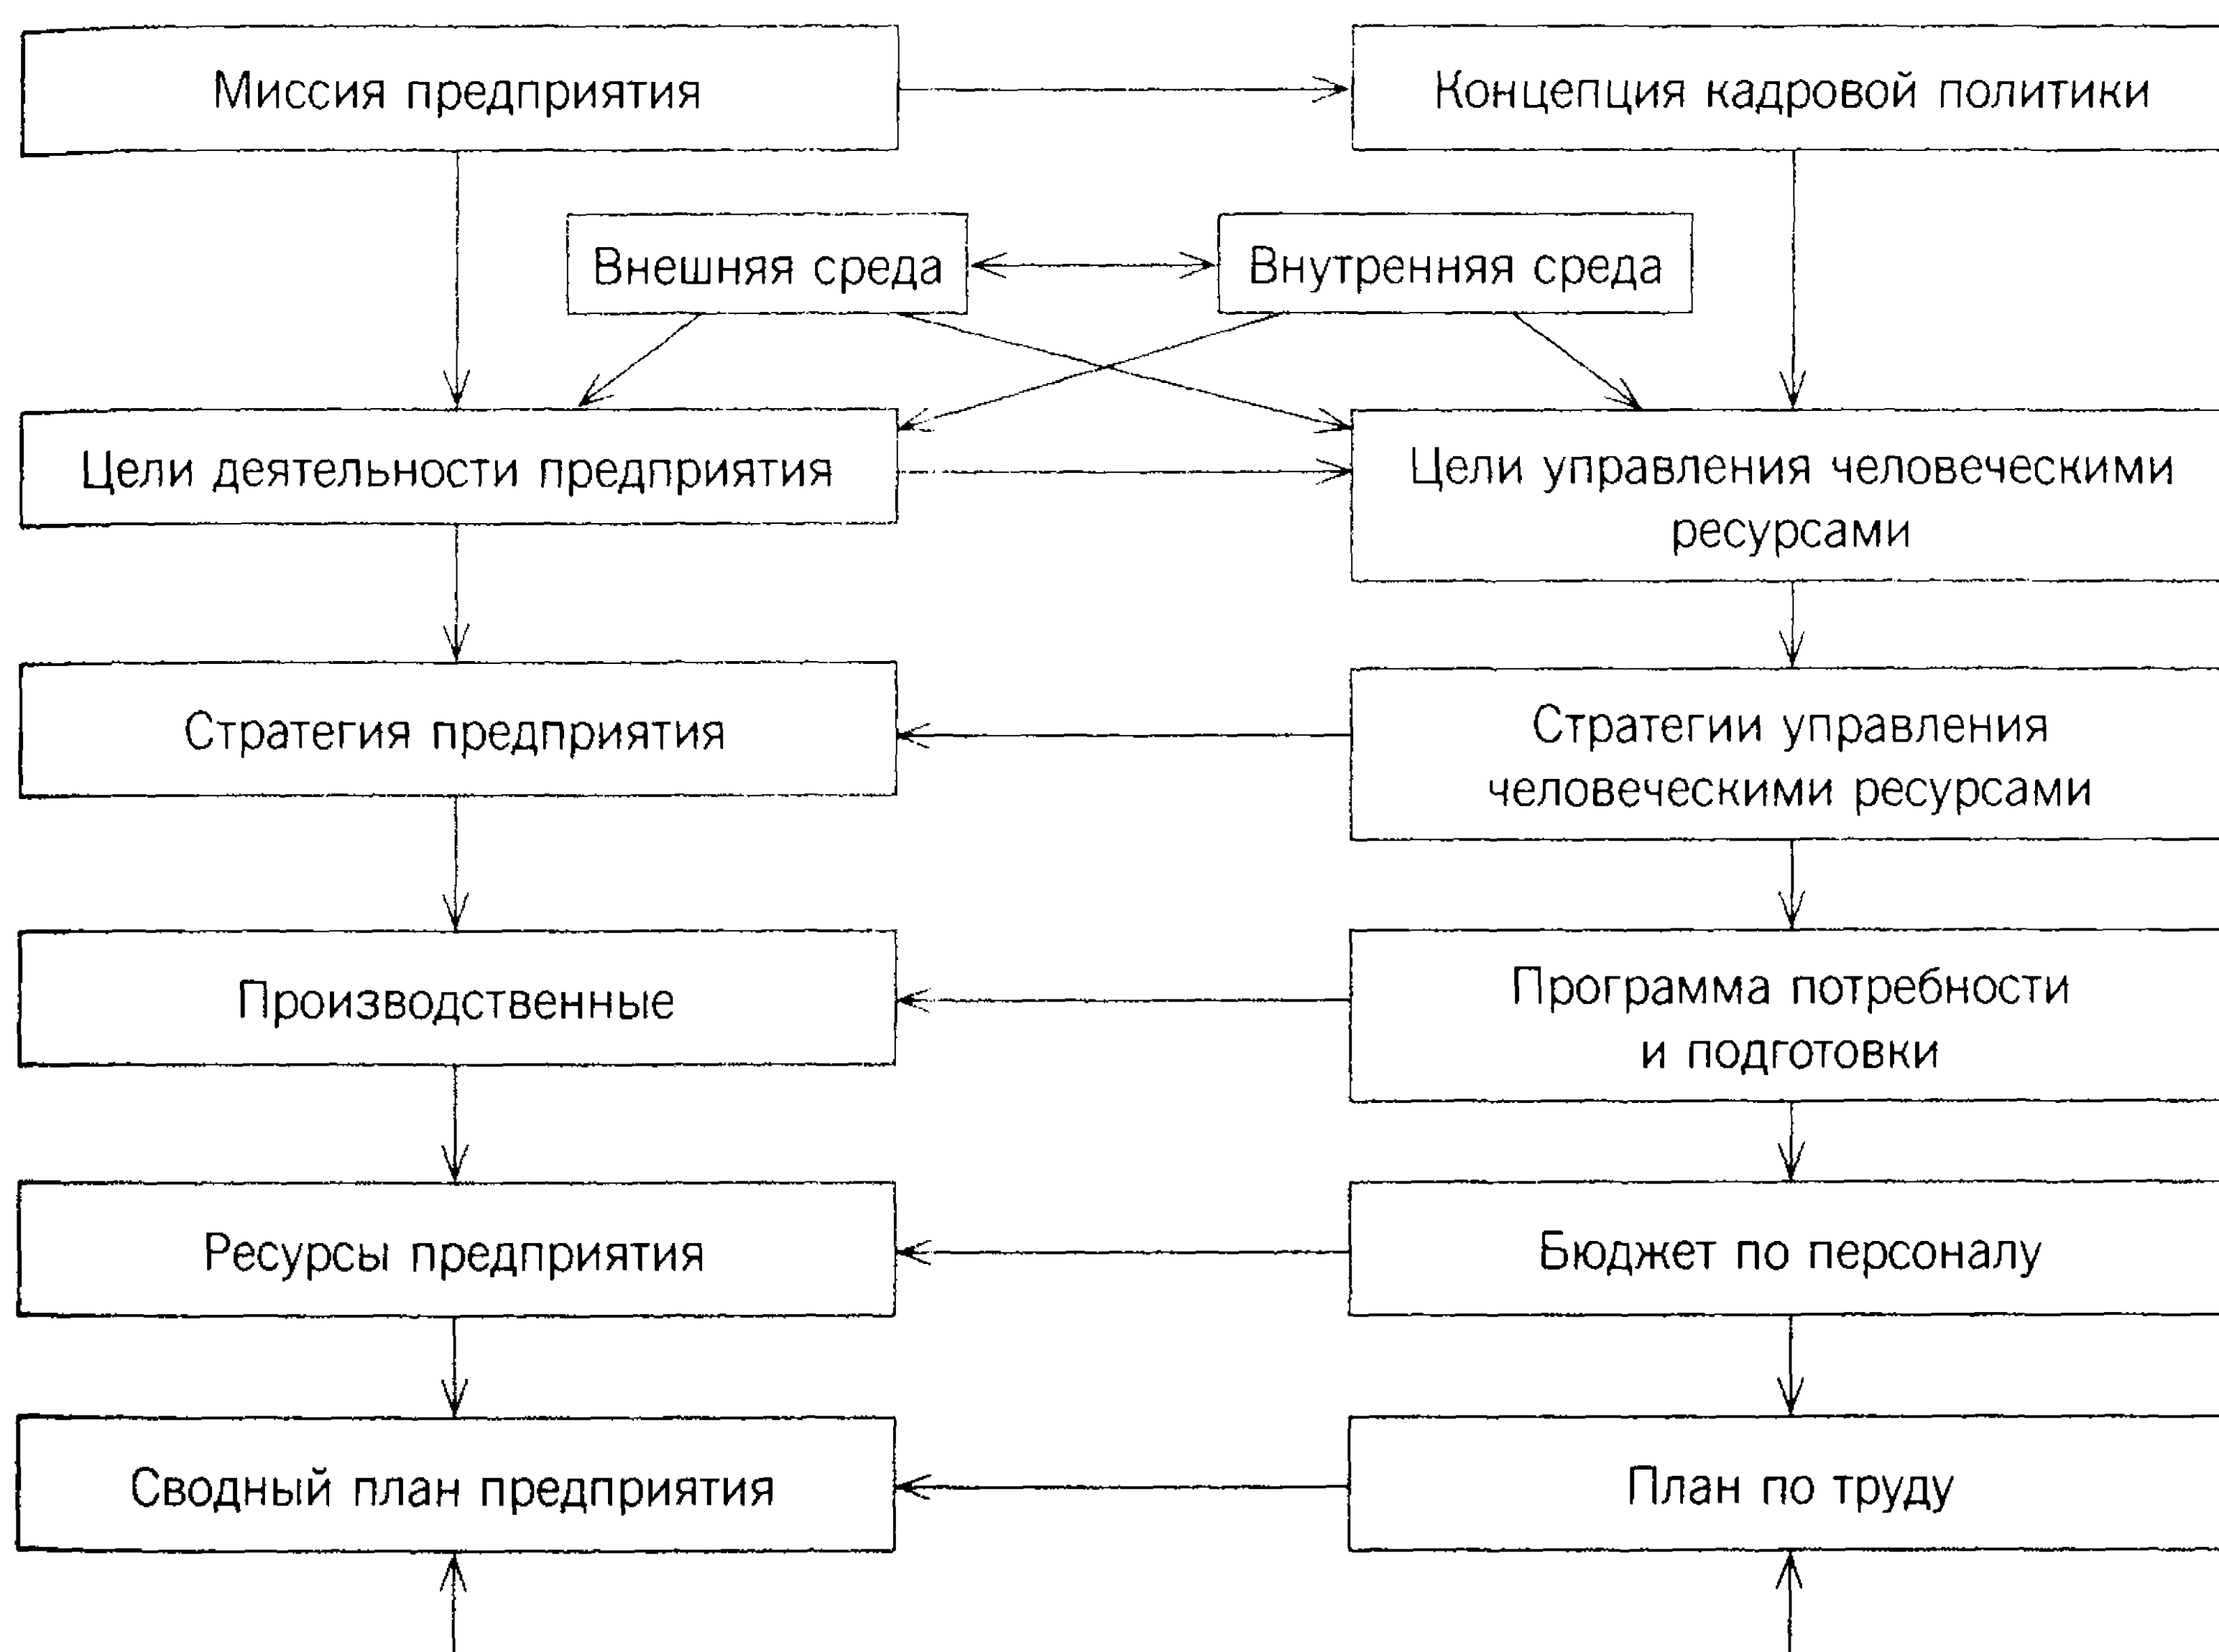 Миссия предприятия
Концепция кадровой политики
Внешняя среда
Внутренняя среда
Цели деятельности предприятия
Цели управления человеческими
ресурсами
Стратегия предприятия
Стратегии управления
человеческими ресурсами
Производственные
Программа потребности
и подготовки
Ресурсы предприятия
Бюджет по персоналу
Сводный план предприятия
План по труду